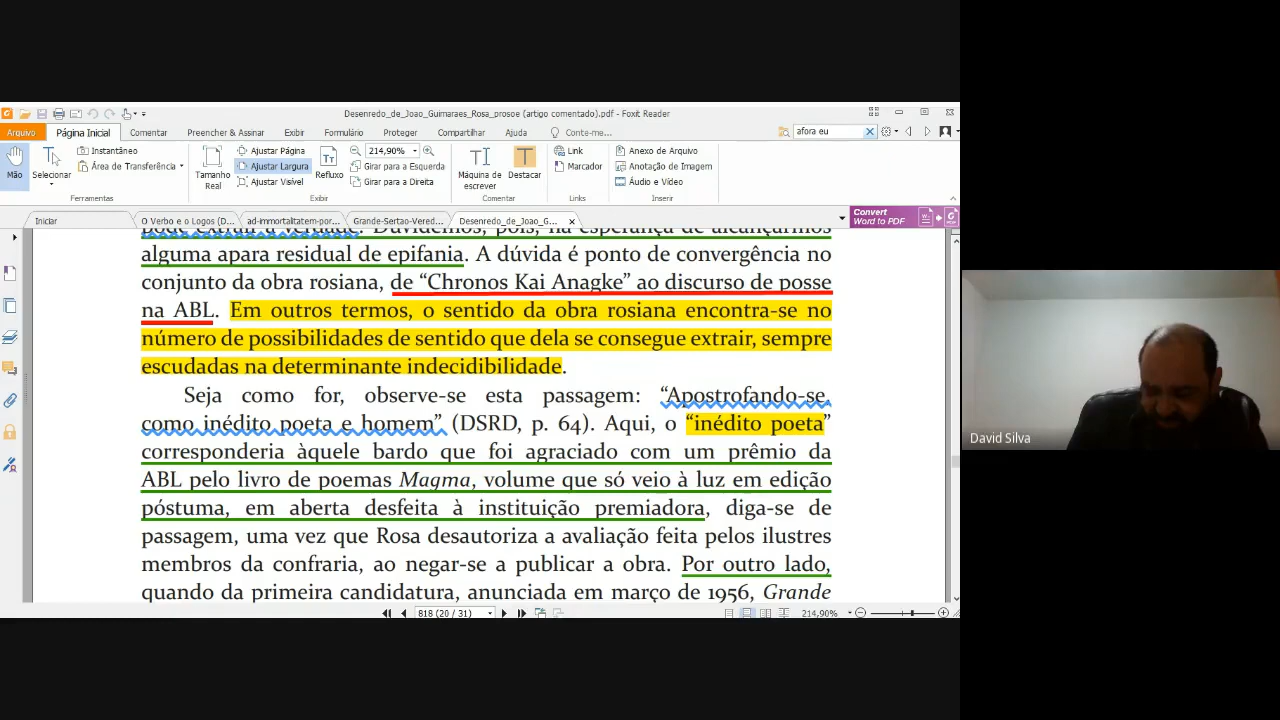 Desenredo_de_Joao_Guimaraes_Rosa_prosoe (artigo comentado).pdf - Foxit Reader
Arquivo Página Inicial Comentar Preencher & Assinar Exibir Formulário Proteger Compartilhar Ajuda Conte-me... afora eu
Mão Selecionar Instantâneo Área de Transferência Tamanho Real Ajustar Página Ajustar Largura Ajustar Visível Refluxo 214,90% Girar para a Esquerda Girar para a Direita Máquina de escrever Destacar Link Marcador Anexo de Arquivo Anotação de Imagem Áudio e Vídeo
Ferramentas Exibir Comentar Links Inserir
Iniciar O Verbo e o Logos (D... ad-immortalitatem-por... Grande-Sertao-Vered... Desenredo_de_Joao_G... Convert Word to PDF
pode extrair a verdade. Duvidemos, pois, na esperança de alcançarmos
alguma apara residual de epifania. A dúvida é ponto de convergência no
conjunto da obra rosiana, de “Chronos Kai Anagke” ao discurso de posse
na ABL. Em outros termos, o sentido da obra rosiana encontra-se no
número de possibilidades de sentido que dela se consegue extrair, sempre
escudadas na determinante indecidibilidade.
Seja como for, observe-se esta passagem: “Apostrofando-se,
como inédito poeta e homem” (DSRD, p. 64). Aqui, o “inédito poeta”
corresponderia àquele bardo que foi agraciado com um prêmio da
ABL pelo livro de poemas Magma, volume que só veio à luz em edição
póstuma, em aberta desfeita à instituição premiadora, diga-se de
passagem, uma vez que Rosa desautoriza a avaliação feita pelos ilustres
membros da confraria, ao negar-se a publicar a obra. Por outro lado,
quando da primeira candidatura, anunciada em março de 1956, Grande
818 (20 / 31) 214,90%
David Silva